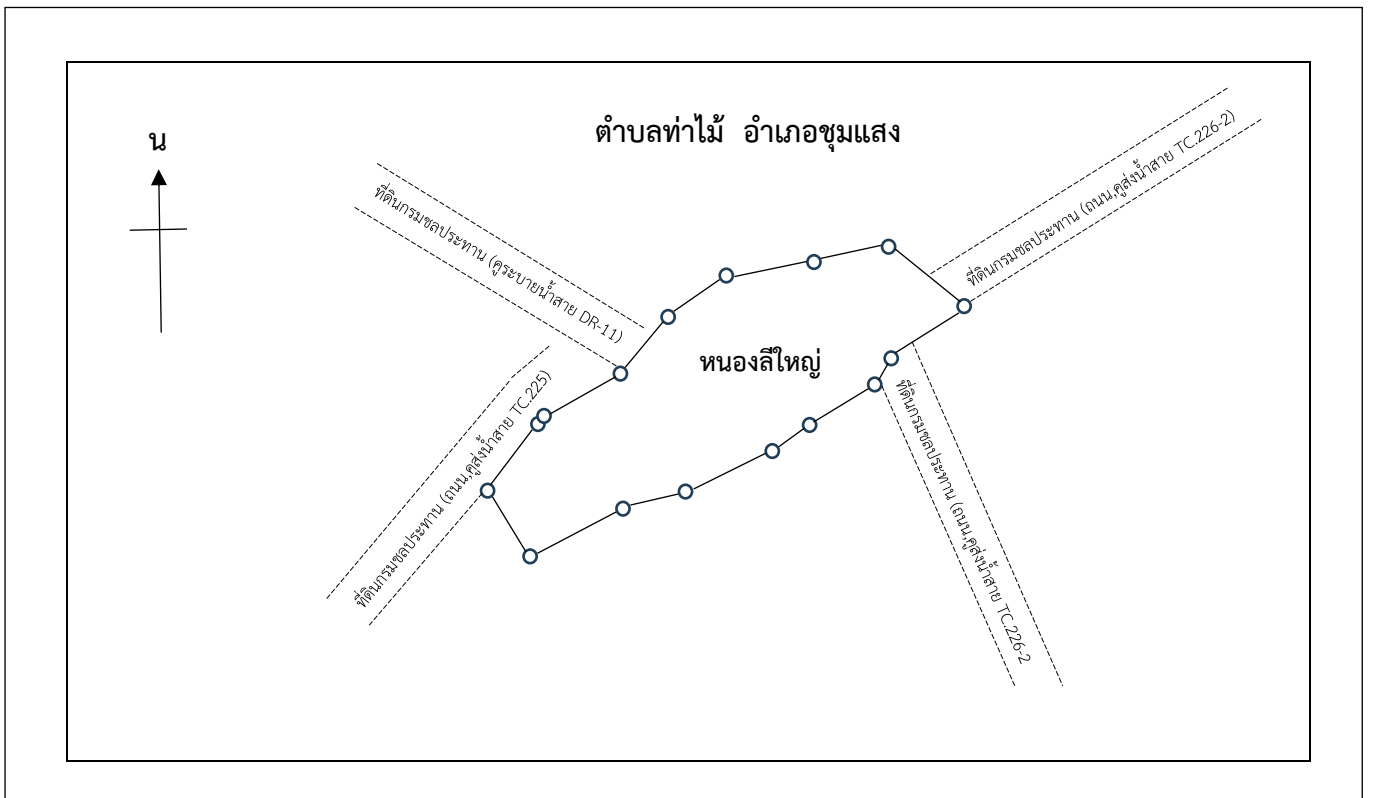 ตำบลท่าไม้ อำเภอชุมแสง
น
ที่ดินกรมชลประทาน (ถนน,คูส่งน้ำสาย TC.226-2)
ที่ดินกรมชลประทาน (คูระบายน้ำสาย DR-11)
หนองลีใหญ่
ที่ดินกรมชลประทาน (ถนน,คูส่งน้ำสาย TC.225)
ที่ดินกรมชลประทาน (ถนน,คูส่งน้ำสาย TC.226-2